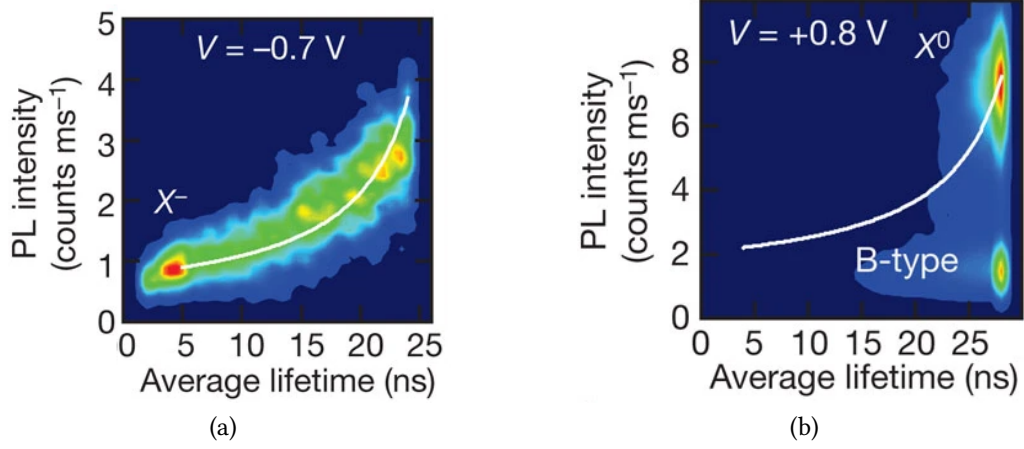 V = –0.7 V
X–
PL intensity
(counts ms–1)
5
4
3
2
1
0
0 5 10 15 20 25
Average lifetime (ns)
(a)
V = +0.8 V
X0
B-type
PL intensity
(counts ms–1)
8
6
4
2
0
0 5 10 15 20 25
Average lifetime (ns)
(b)